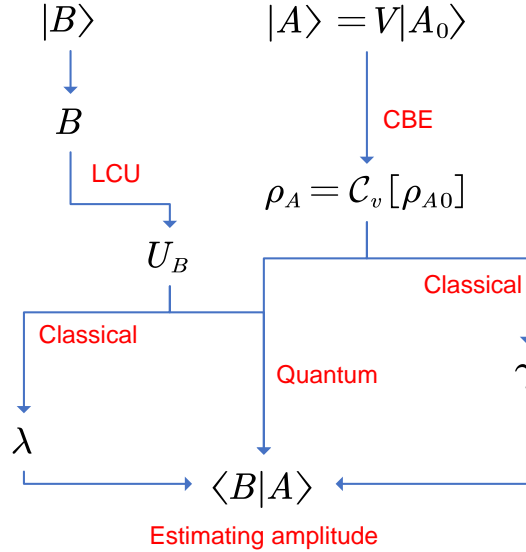 |B⟩ |A⟩ = V|A₀⟩
B
CBE
LCU
ρ_A = 𝒞_v[ρ_{A0}]
U_B
Classical
Classical
Quantum
γ
λ
⟨B|A⟩
Estimating amplitude